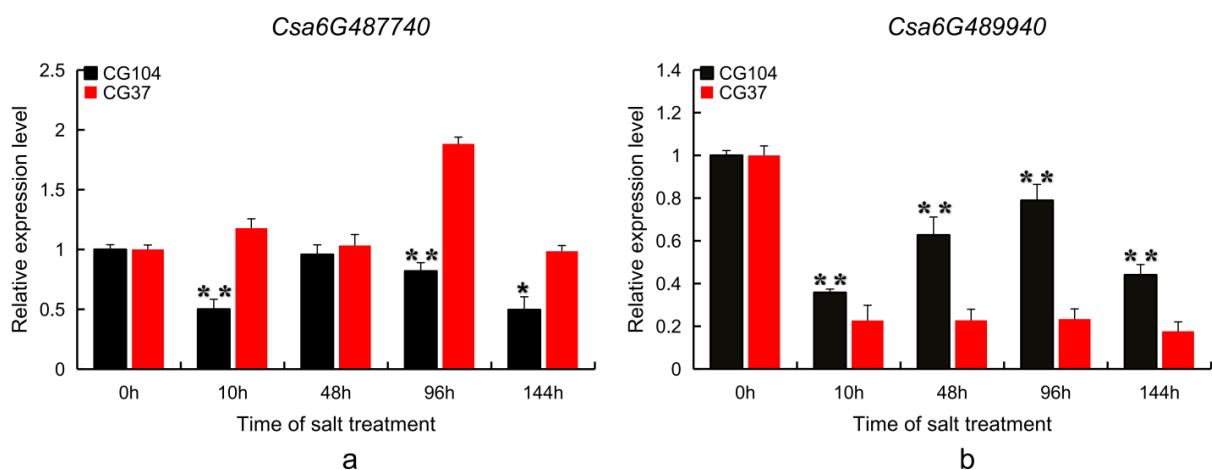 Csa6G487740
Relative expression level
2.5
2
1.5
1
0.5
0
CG104
CG37
**
**
*
0h
10h
48h
96h
144h
Time of salt treatment
a
Csa6G489940
Relative expression level
1.4
1.2
1
0.8
0.6
0.4
0.2
0
CG104
CG37
**
**
**
**
0h
10h
48h
96h
144h
Time of salt treatment
b